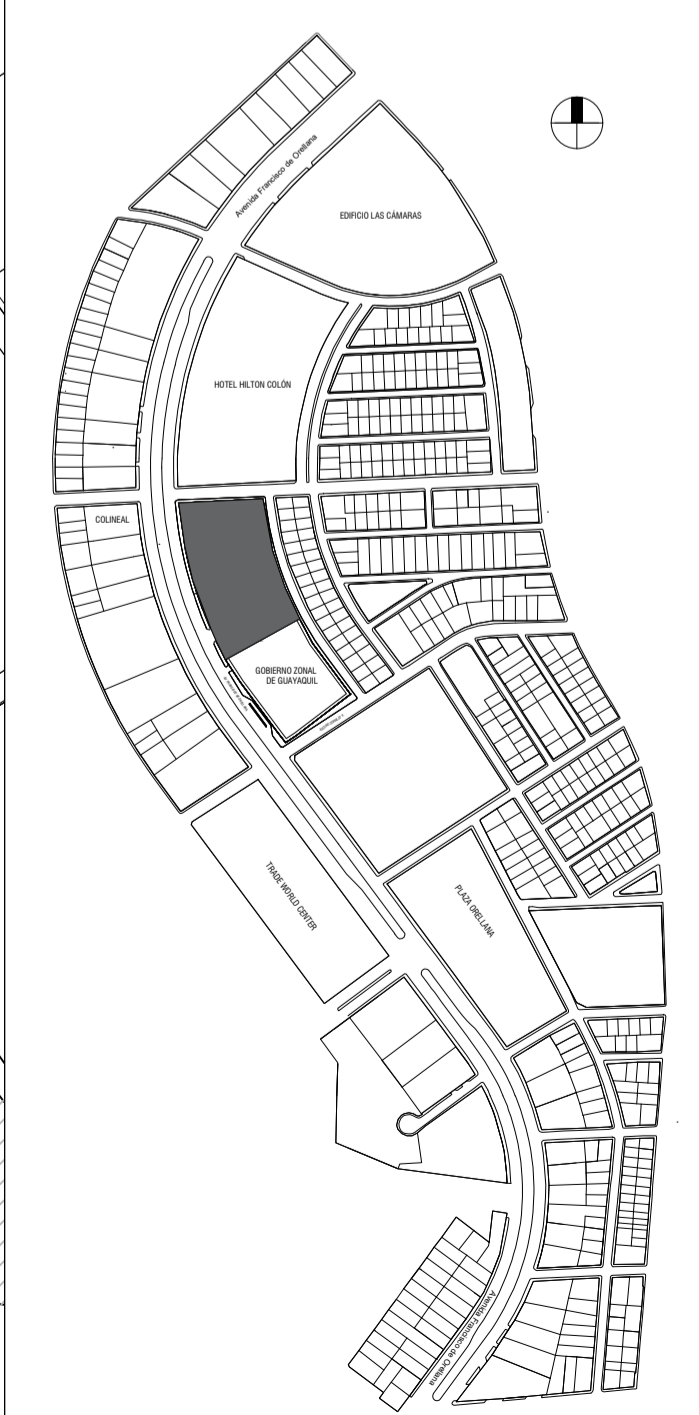 Avenida Francisco de Orellana
EDIFICIO LAS CÁMARAS
HOTEL HILTON COLÓN
COLINEAL
GOBIERNO ZONAL
DE GUAYAQUIL
TRADE WORLD CENTER
PLAZA ORELLANA
Avenida Francisco de Orellana